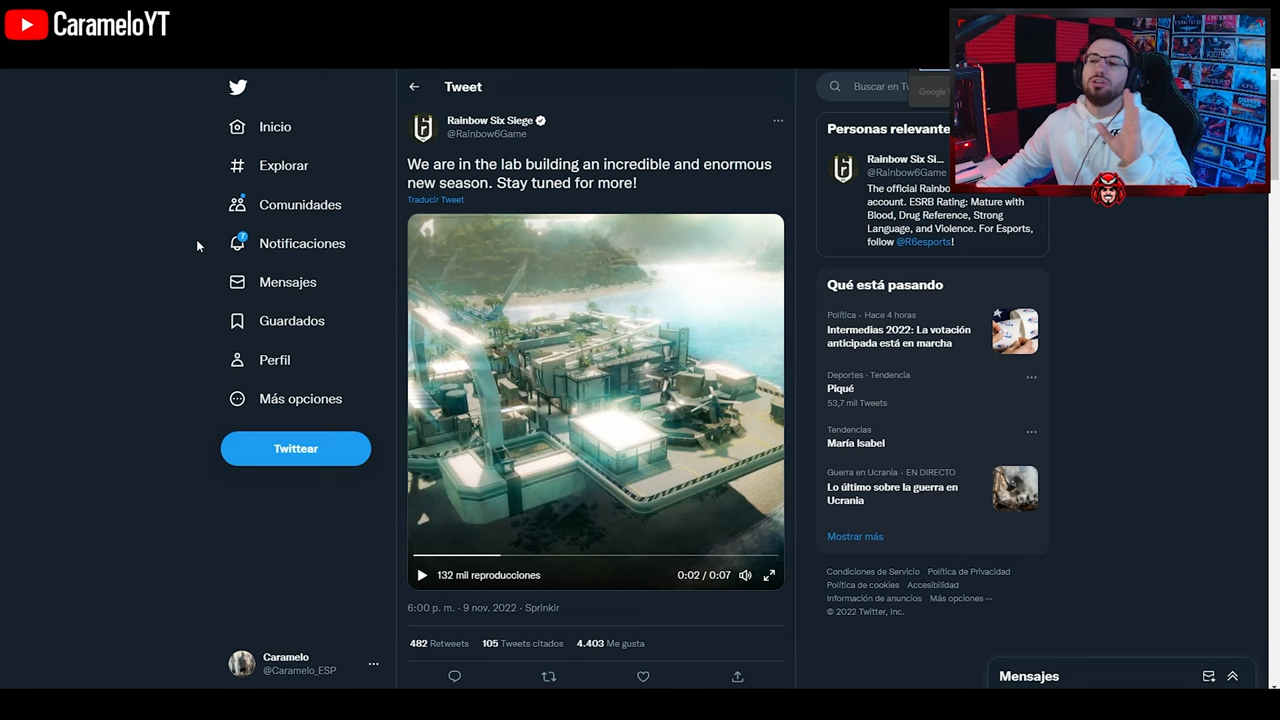 CarameloYT
Inicio
Explorar
Comunidades
7
Notificaciones
Mensajes
Guardados
Perfil
Más opciones
Twittear
Caramelo
@Caramelo_ESP
Tweet
Rainbow Six Siege
@Rainbow6Game
We are in the lab building an incredible and enormous
new season. Stay tuned for more!
Traducir Tweet
132 mil reproducciones
0:02 / 0:07
6:00 p. m. · 9 nov. 2022 · Sprinklr
482 Retweets 105 Tweets citados 4.403 Me gusta
Buscar en
Google
Personas relevante
Rainbow Six Si...
@Rainbow6Game
The official Rainbo
account. ESRB Rating: Mature with
Blood, Drug Reference, Strong
Language, and Violence. For Esports,
follow @R6esports!
Qué está pasando
Política · Hace 4 horas
Intermedias 2022: La votación
anticipada está en marcha
Deportes · Tendencia
Piqué
53,7 mil Tweets
Tendencias
María Isabel
Guerra en Ucrania · EN DIRECTO
Lo último sobre la guerra en
Ucrania
Mostrar más
Condiciones de Servicio Política de Privacidad
Política de cookies Accesibilidad
Información de anuncios Más opciones ···
© 2022 Twitter, Inc.
Mensajes